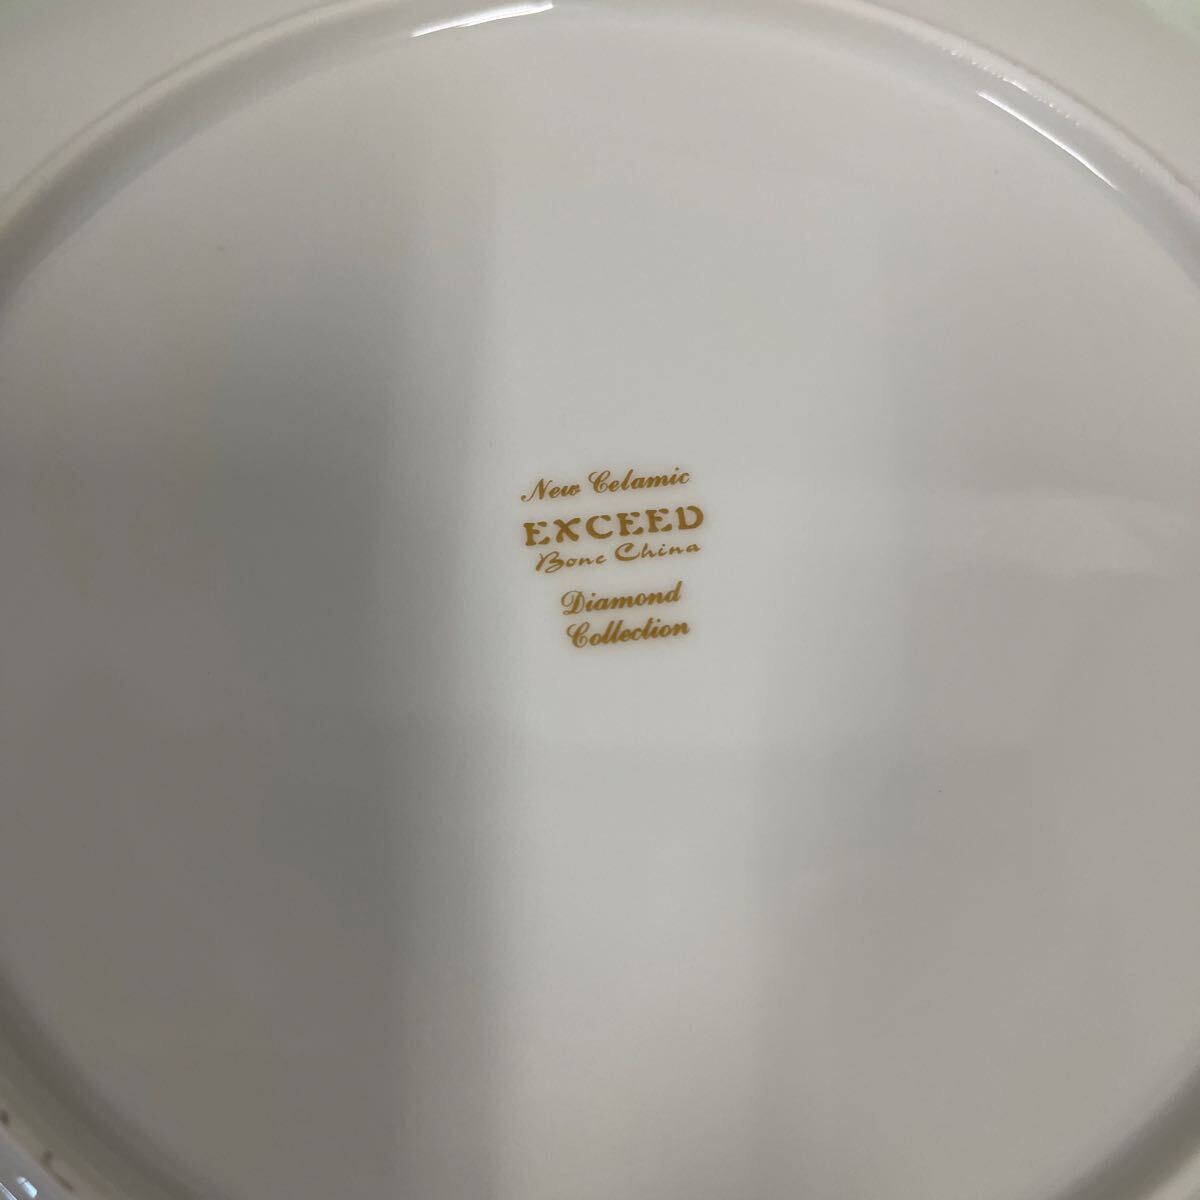 New Celamic
EXCEED
Bone China
Diamond
Collection